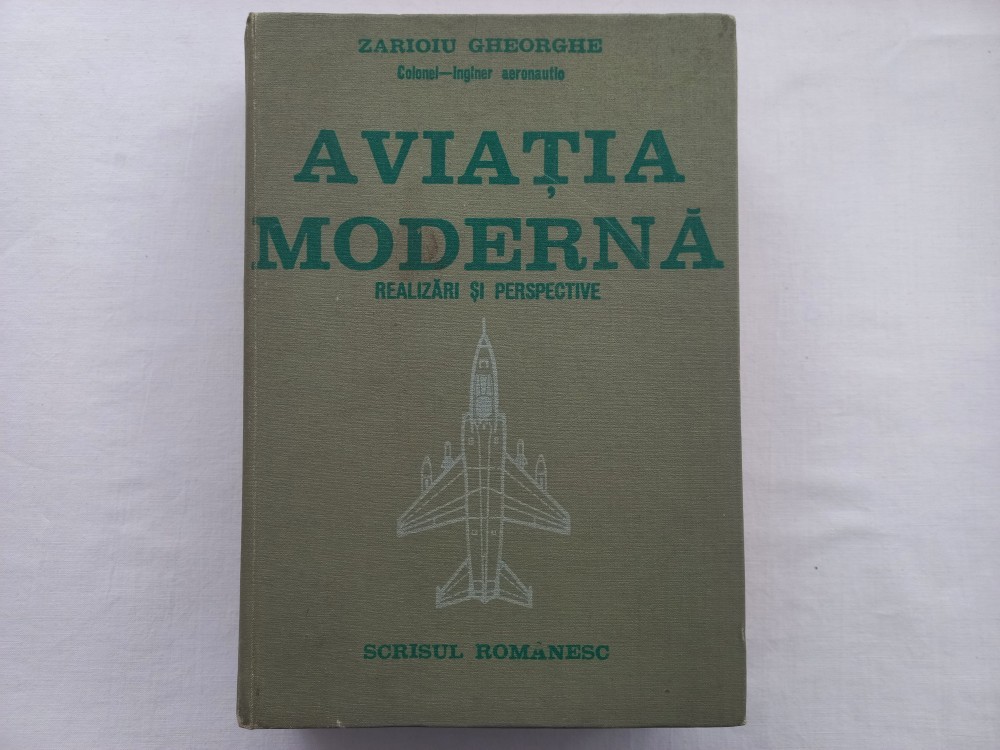 ZARIOIU GHEORGHE
Colonel—Inginer aeronautic
AVIAȚIA
MODERNĂ
REALIZĂRI ȘI PERSPECTIVE
SCRISUL ROMÂNESC